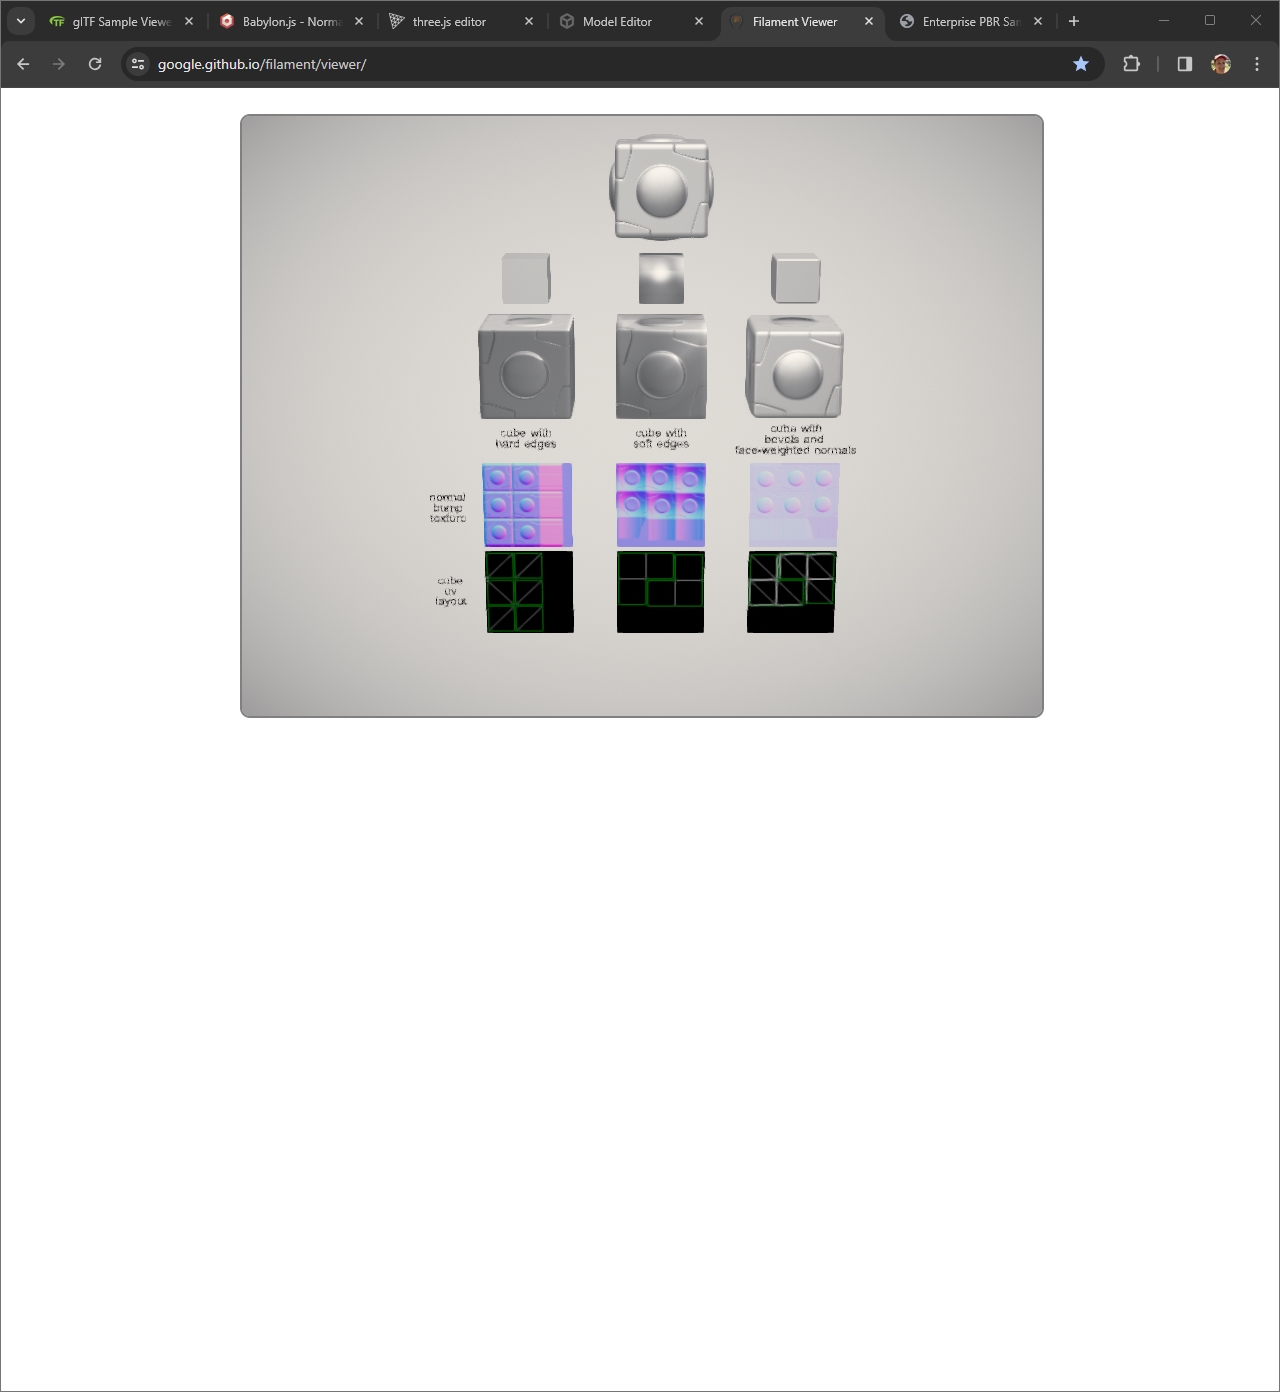 glTF Sample Viewe
Babylon.js - Norma
three.js editor
Model Editor
Filament Viewer
Enterprise PBR Sam
google.github.io/filament/viewer/
cube with
hard edges
cube with
soft edges
cube with
bevels and
face-weighted normals
normal
bump
texture
cube
uv
layout